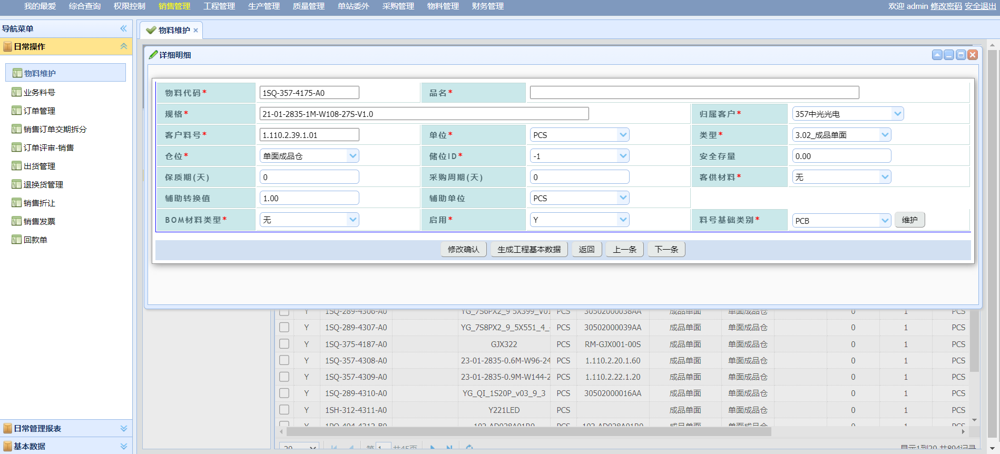 我的最爱 综合查询 权限控制 销售管理 工程管理 生产管理 质量管理 单站委外 采购管理 物料管理 财务管理 欢迎 admin 修改密码 安全退出
导航菜单
日常操作
物料维护
业务料号
订单管理
销售订单交期拆分
订单评审-销售
出货管理
退换货管理
销售折让
销售发票
回款单
日常管理报表
基本数据
物料维护
详细明细
物料代码* 1SQ-357-4175-A0 品名*
规格* 21-01-2835-1M-W108-27S-V1.0 归属客户* 357中光光电
客户料号* 1.110.2.39.1.01 单位* PCS 类型* 3.02_成品单面
仓位* 单面成品仓 储位ID* -1 安全存量 0.00
保质期(天) 0 采购周期(天) 0 客供材料* 无
辅助转换值 1.00 辅助单位 PCS
BOM材料类型* 无 启用* Y 料号基础类别* PCB 维护
修改确认 生成工程基本数据 返回 上一条 下一条
Y 1SQ-289-4306-A0 YG_7S6PX2_9 5X399_V01 PCS 30502000038AA 成品单面 单面成品仓 0 1 PCS
Y 1SQ-289-4307-A0 YG_7S8PX2_9_5X551_4_ PCS 30502000039AA 成品单面 单面成品仓 0 1 PCS
Y 1SQ-375-4187-A0 GJX322 PCS RM-GJX001-00S 成品单面 单面成品仓 0 1 PCS
Y 1SQ-357-4308-A0 23-01-2835-0.6M-W96-24 PCS 1.110.2.20.1.60 成品单面 单面成品仓 0 1 PCS
Y 1SQ-357-4309-A0 23-01-2835-0.9M-W144-2 PCS 1.110.2.22.1.20 成品单面 单面成品仓 0 1 PCS
Y 1SQ-289-4310-A0 YG_QI_1S20P_v03_9_3 PCS 30502000016AA 成品单面 单面成品仓 0 1 PCS
Y 1SH-312-4311-A0 Y221LED PCS 成品单面 单面成品仓 0 1 PCS
Y PCS 成品单面 单面成品仓 0 1 PCS
20 第 1 共45页 显示1到20,共894记录